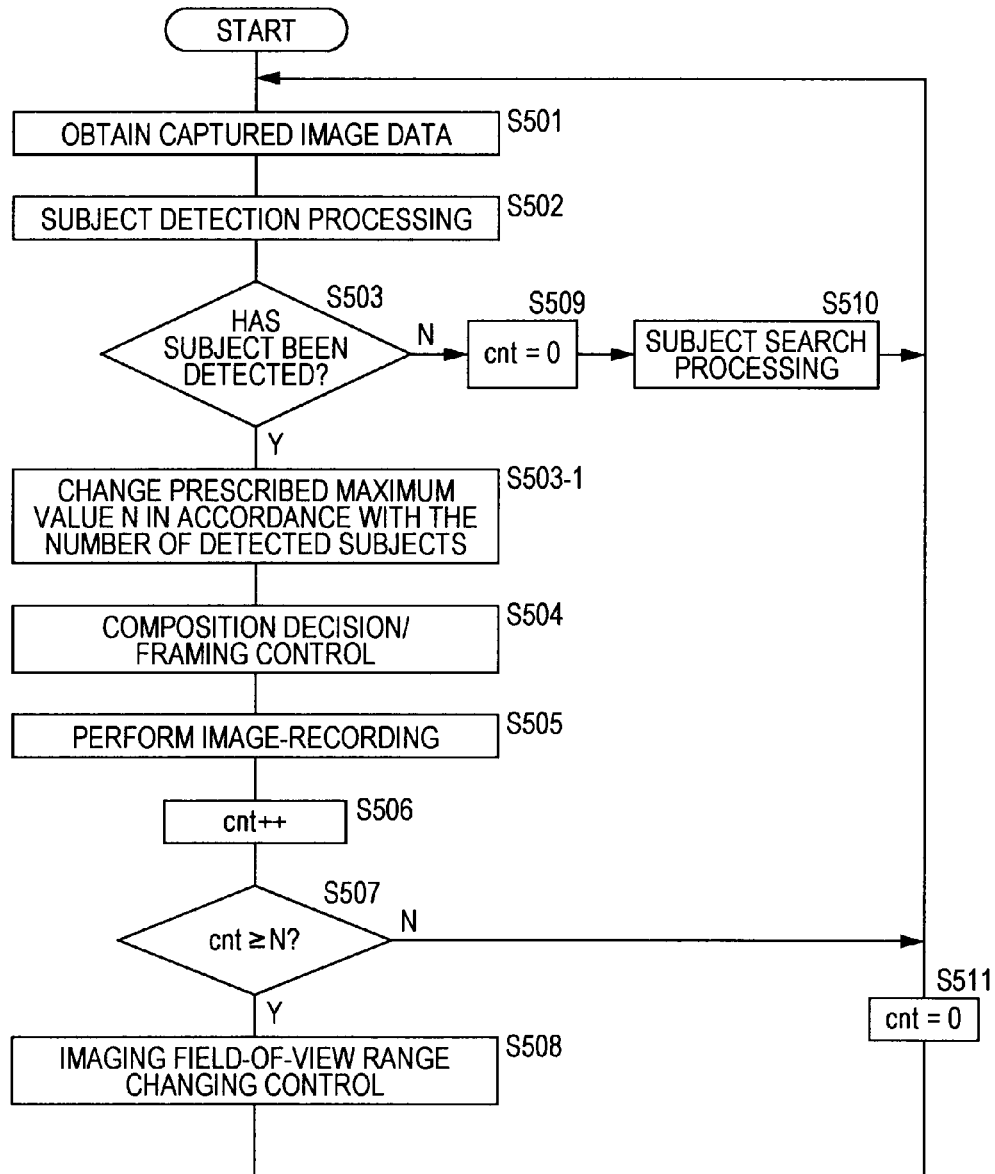 START
OBTAIN CAPTURED IMAGE DATA
S501
SUBJECT DETECTION PROCESSING
S502
S503
HAS
SUBJECT BEEN
DETECTED?
N
Y
S509
cnt = 0
S510
SUBJECT SEARCH
PROCESSING
CHANGE PRESCRIBED MAXIMUM
VALUE N IN ACCORDANCE WITH THE
NUMBER OF DETECTED SUBJECTS
S503-1
COMPOSITION DECISION/
FRAMING CONTROL
S504
PERFORM IMAGE-RECORDING
S505
cnt++
S506
S507
cnt ≥N?
N
Y
S511
cnt = 0
IMAGING FIELD-OF-VIEW RANGE
CHANGING CONTROL
S508